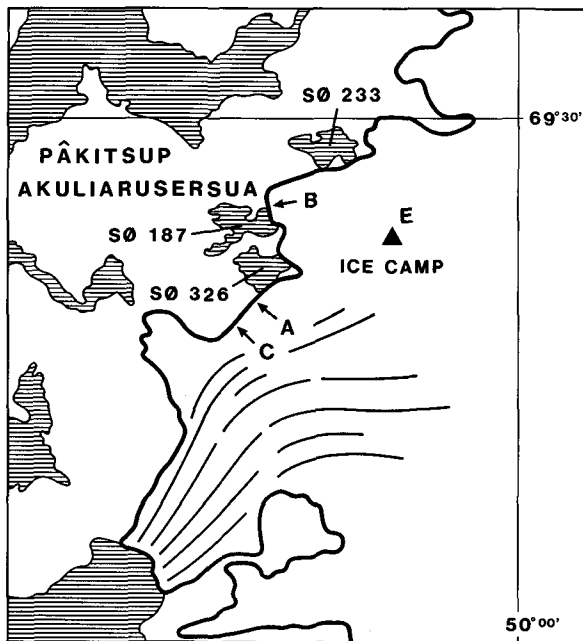 SØ 233
69°30'
PÂKITSUP
AKULIARUSERSUA
B
E
SØ 187
ICE CAMP
SØ 326
A
C
50°00'